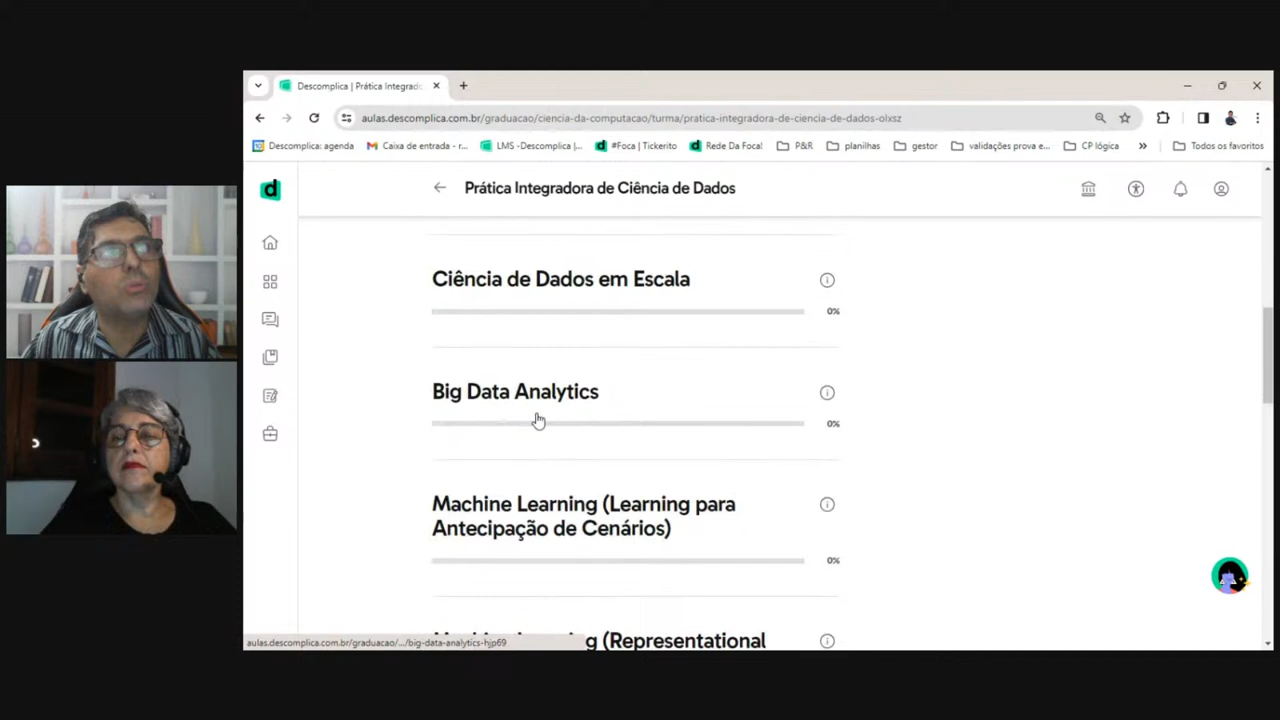 Descomplica | Prática Integrado
aulas.descomplica.com.br/graduacao/ciencia-da-computacao/turma/pratica-integradora-de-ciencia-de-dados-olxsz
Descomplica: agenda
Caixa de entrada - r...
LMS -Descomplica |...
#Foca | Tickerito
Rede Da Foca!
P&R
planilhas
gestor
validações prova e...
CP lógica
»
Todos os favoritos
d
Prática Integradora de Ciência de Dados
Ciência de Dados em Escala
0%
Big Data Analytics
0%
Machine Learning (Learning para
Antecipação de Cenários)
0%
g (Representational
aulas.descomplica.com.br/graduacao/.../big-data-analytics-hjp69